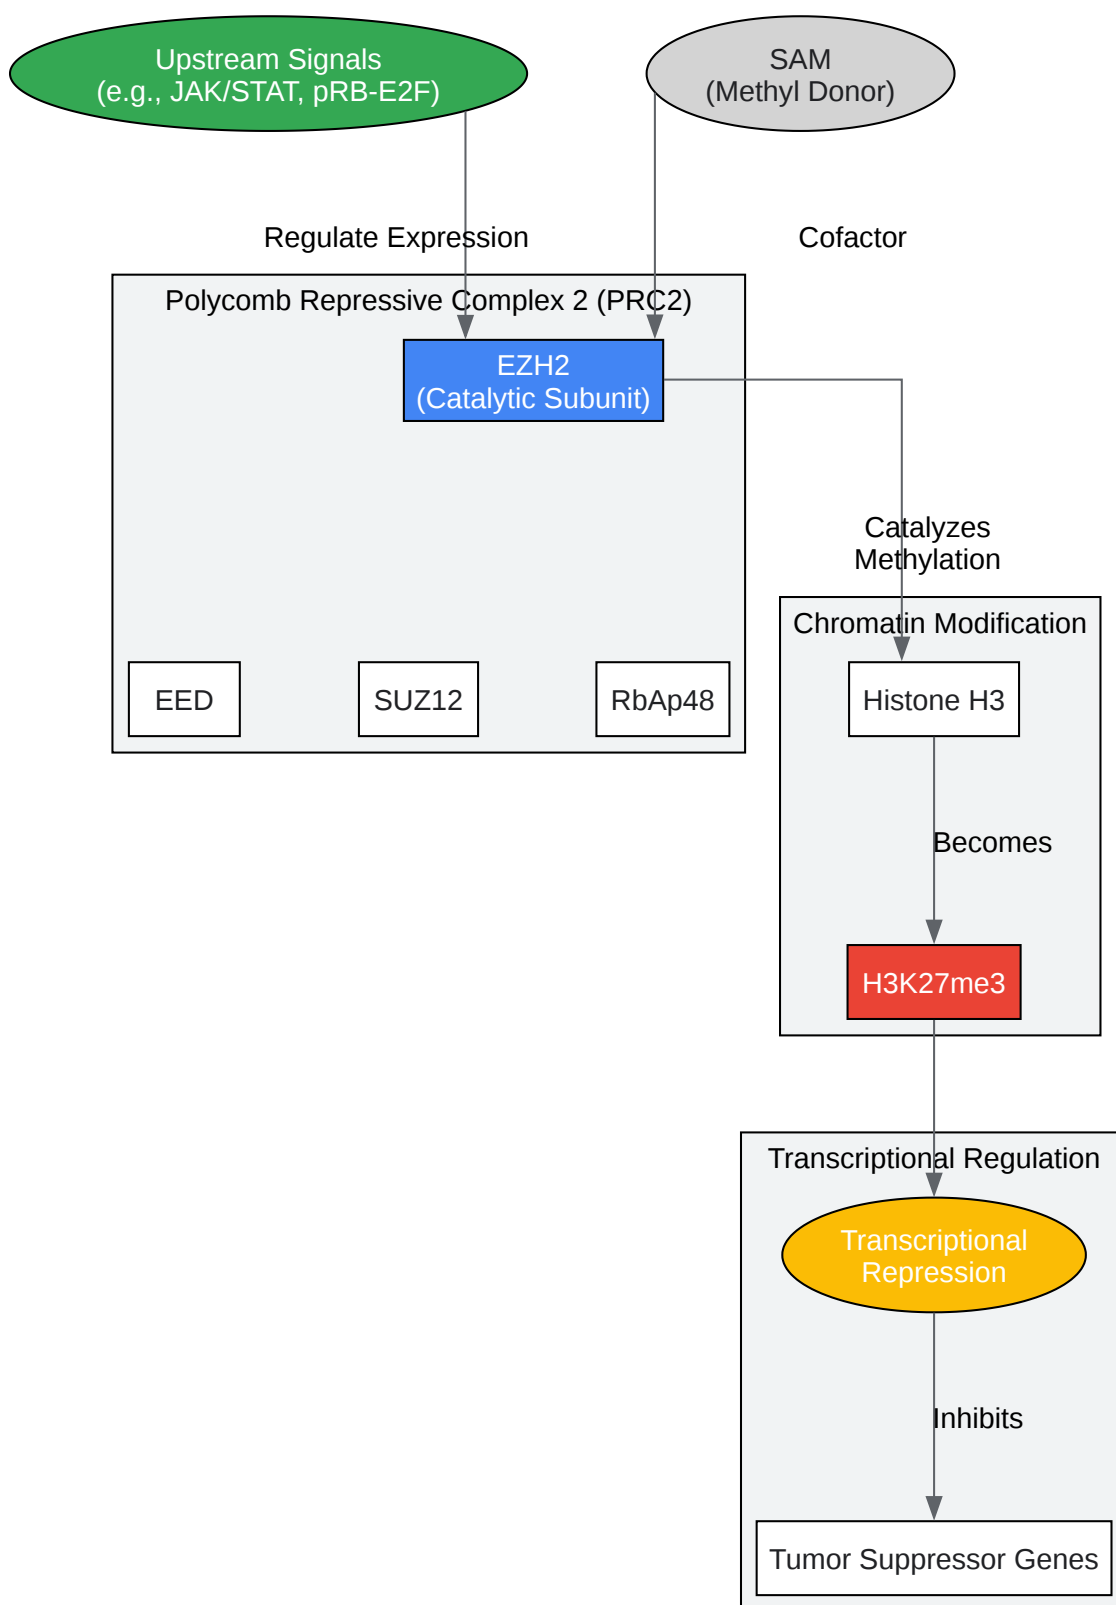 Upstream Signals
(e.g., JAK/STAT, pRB-E2F)
SAM
(Methyl Donor)
Regulate Expression
Cofactor
Polycomb Repressive Complex 2 (PRC2)
EZH2
(Catalytic Subunit)
Catalyzes
Methylation
Chromatin Modification
EED
SUZ12
RbAp48
Histone H3
Becomes
H3K27me3
Transcriptional Regulation
Transcriptional
Repression
Inhibits
Tumor Suppressor Genes